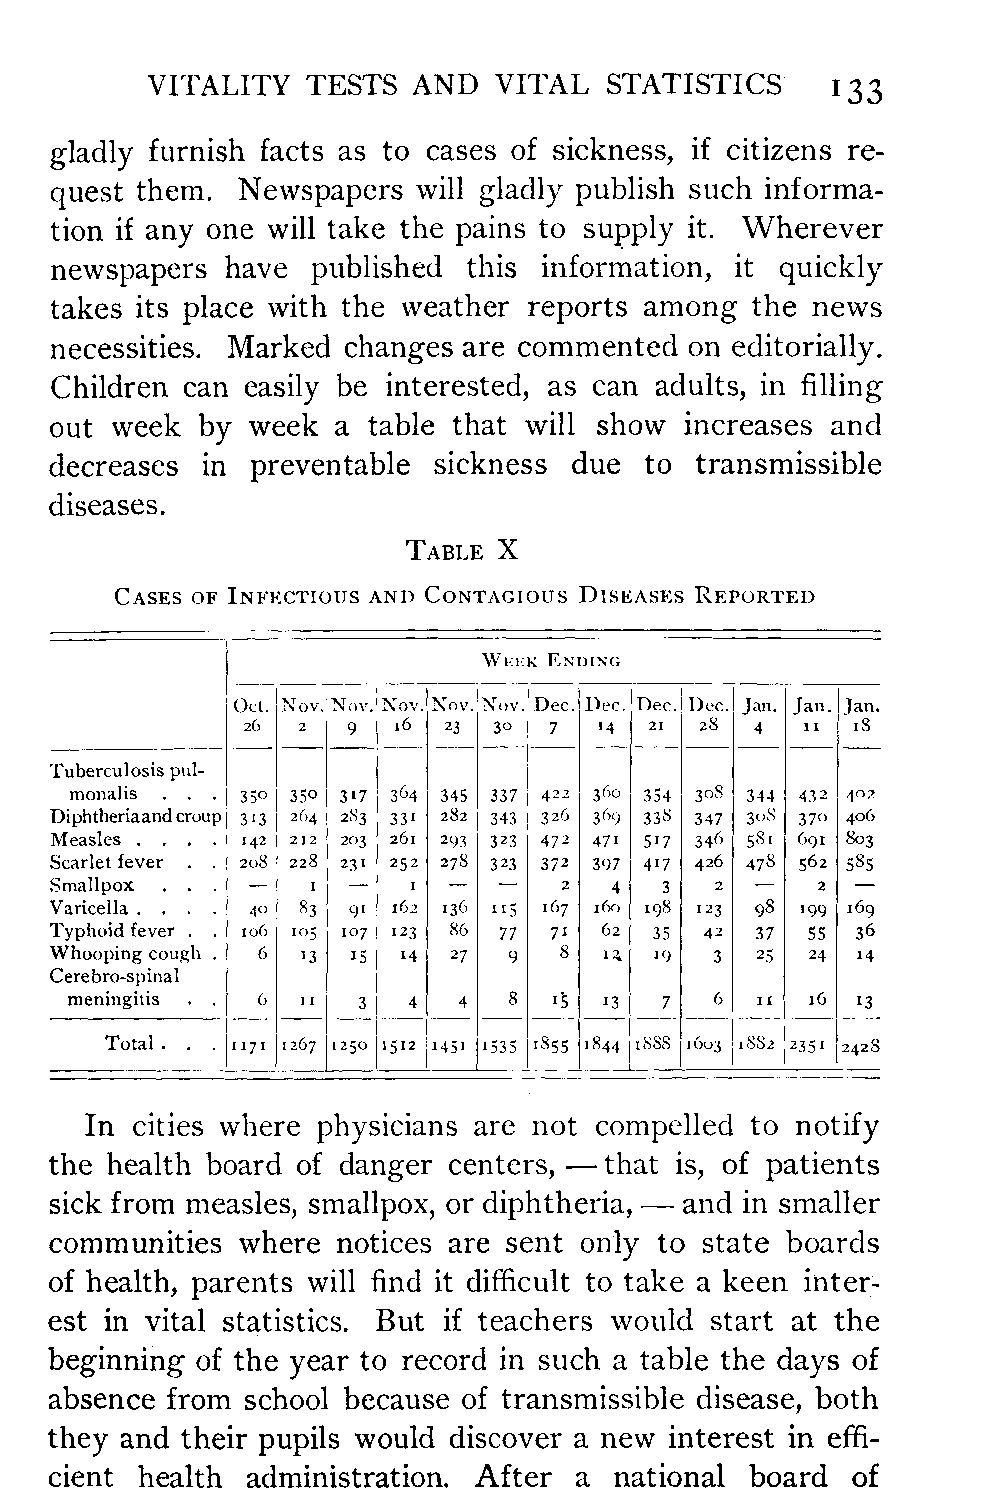 VITALITY TESTS AND VITAL STATISTICS 133
gladly furnish facts as to cases of sickness, if citizens re-
quest them. Newspapers will gladly publish such informa-
tion if any one will take the pains to supply it. Wherever
newspapers have published this information, it quickly
takes its place with the weather reports among the news
necessities. Marked changes are commented on editorially.
Children can easily be interested, as can adults, in filling
out week by week a table that will show increases and
decreases in preventable sickness due to transmissible
diseases.
TABLE X
CASES OF INFECTIOUS AND CONTAGIOUS DISEASES REPORTED
WEEK ENDING
Oct. Nov. Nov. Nov. Nov. Nov. Dec. Dec. Dec. Dec. Jan. Jan. Jan.
26 2 9 16 23 30 7 14 21 28 4 11 18
Tuberculosis pul-
monalis . . . 350 350 317 364 345 337 422 360 354 308 344 432 402
Diphtheria and croup 313 264 283 331 282 343 326 369 338 347 308 370 406
Measles . . . . 142 212 203 261 293 323 472 471 517 346 581 691 803
Scarlet fever . . 208 228 231 252 278 323 372 397 417 426 478 562 585
Smallpox . . . — 1 — 1 — — 2 4 3 2 — 2 —
Varicella . . . . 40 83 91 162 136 115 167 160 198 123 98 199 169
Typhoid fever . . 106 105 107 123 86 77 71 62 35 42 37 55 36
Whooping cough . 6 13 15 14 27 9 8 12 19 3 25 24 14
Cerebro-spinal
meningitis . . 6 11 3 4 4 8 15 13 7 6 11 16 13
Total . . . 1171 1267 1250 1512 1451 1535 1855 1844 1888 1603 1882 2351 2428
In cities where physicians are not compelled to notify
the health board of danger centers, — that is, of patients
sick from measles, smallpox, or diphtheria, — and in smaller
communities where notices are sent only to state boards
of health, parents will find it difficult to take a keen inter-
est in vital statistics. But if teachers would start at the
beginning of the year to record in such a table the days of
absence from school because of transmissible disease, both
they and their pupils would discover a new interest in effi-
cient health administration. After a national board of